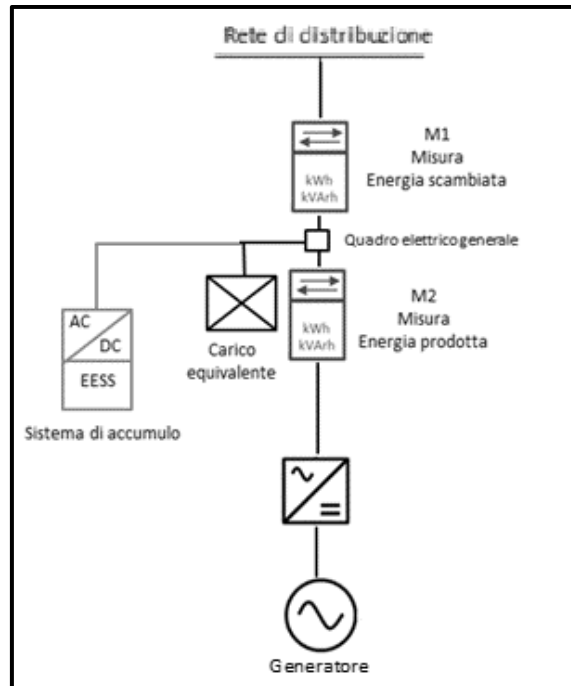 Rete di distribuzione
M1
Misura
Energia scambiata
kWh
kVArh
Quadro elettrico generale
M2
Misura
Energia prodotta
kWh
kVArh
AC
DC
EESS
Carico
equivalente
Sistema di accumulo
Generatore